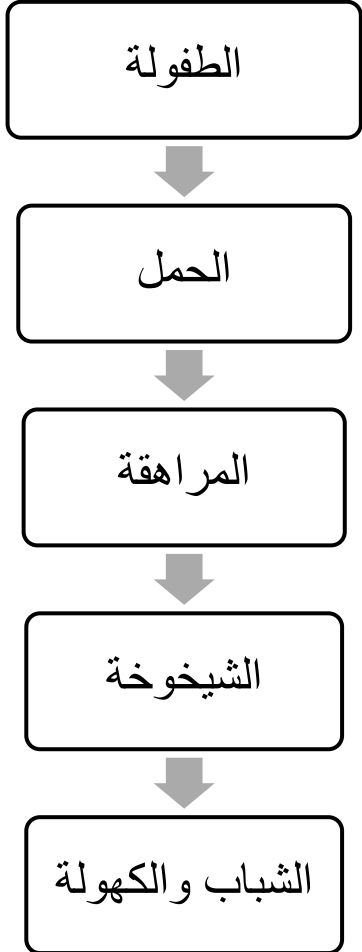 الطفولة
الحمل
المراهقة
الشيخوخة
الشباب والكهولة